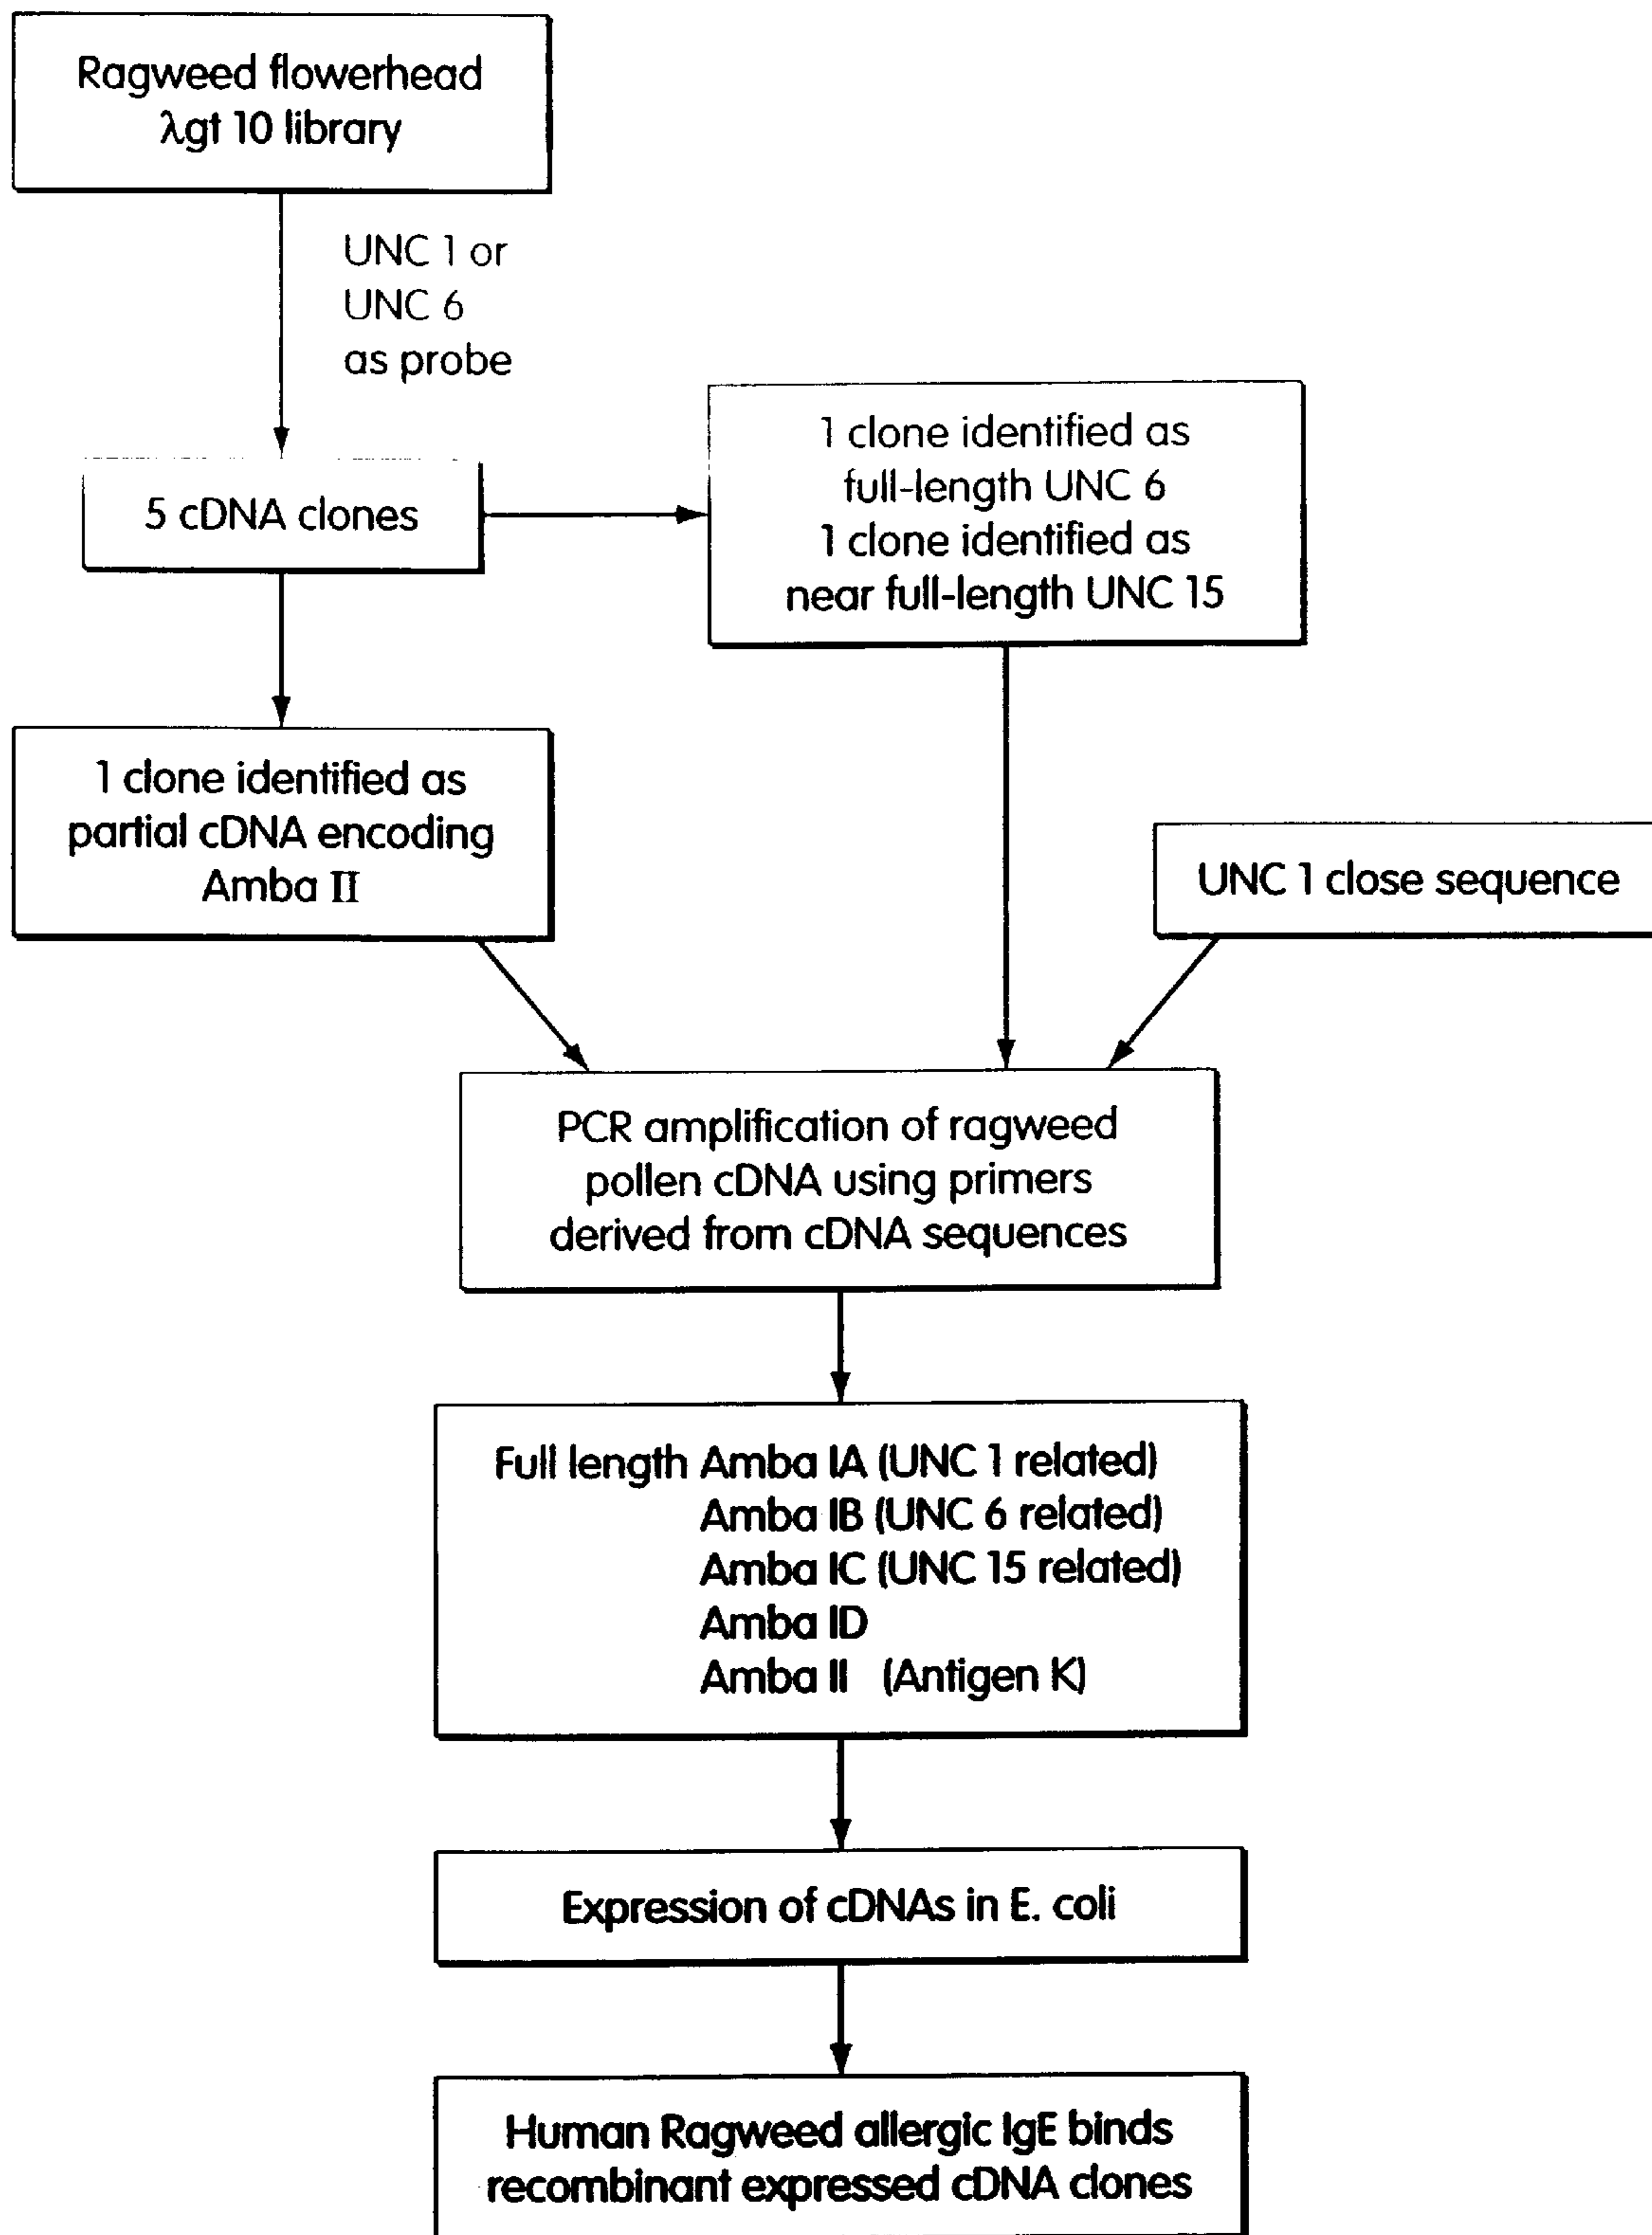 Ragweed flowerhead
λgt 10 library
UNC 1 or
UNC 6
as probe
5 cDNA clones
1 clone identified as
full-length UNC 6
1 clone identified as
near full-length UNC 15
1 clone identified as
partial cDNA encoding
Amba II
UNC 1 close sequence
PCR amplification of ragweed
pollen cDNA using primers
derived from cDNA sequences
Full length Amba IA (UNC 1 related)
Amba IB (UNC 6 related)
Amba IC (UNC 15 related)
Amba ID
Amba II (Antigen K)
Expression of cDNAs in E. coli
Human Ragweed allergic IgE binds
recombinant expressed cDNA clones